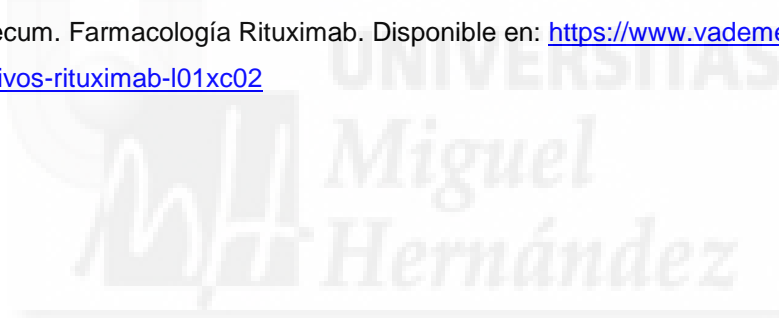 ecum. Farmacología Rituximab. Disponible en: https://www.vademe
ivos-rituximab-l01xc02
UNIVERSITAS
Miguel
Hernández